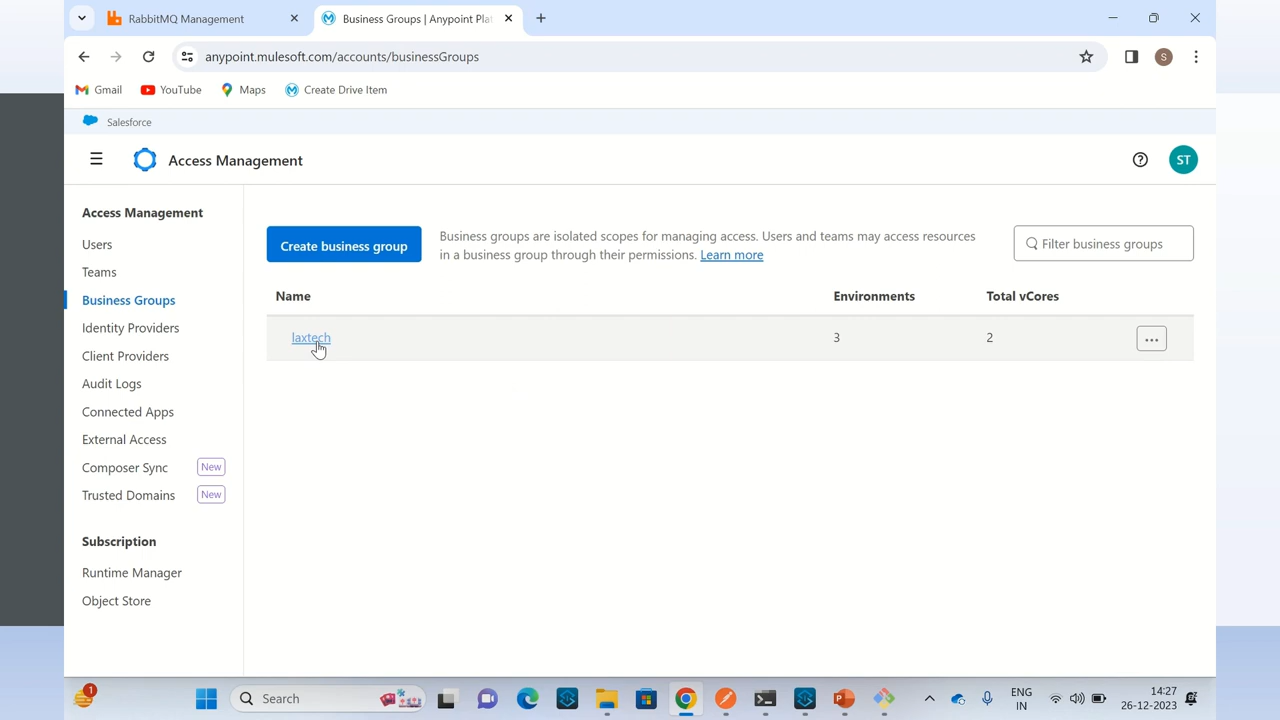 RabbitMQ Management
Business Groups | Anypoint Pla
anypoint.mulesoft.com/accounts/businessGroups
S
Gmail
YouTube
Maps
Create Drive Item
Salesforce
Access Management
ST
Access Management
Users
Teams
Business Groups
Identity Providers
Client Providers
Audit Logs
Connected Apps
External Access
Composer Sync New
Trusted Domains New
Subscription
Runtime Manager
Object Store
Create business group
Business groups are isolated scopes for managing access. Users and teams may access resources
in a business group through their permissions. Learn more
Filter business groups
Name Environments Total vCores
laxtech 3 2 ...
1
Search
ENG
IN
14:27
26-12-2023